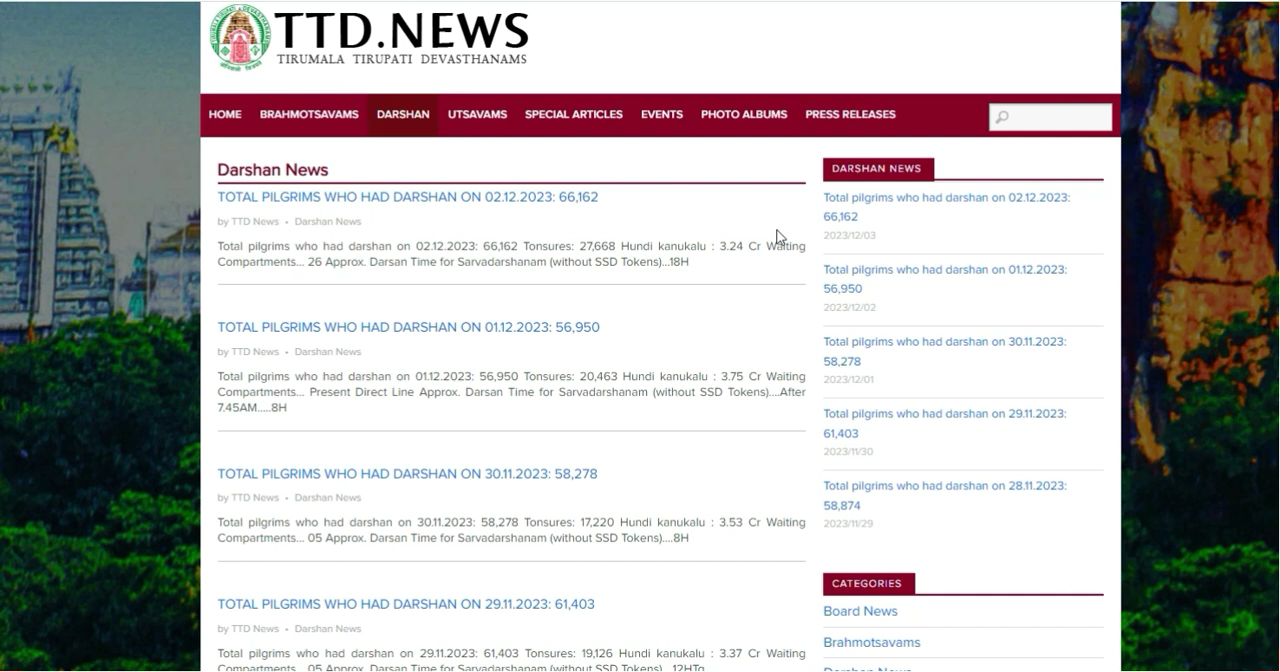 TTD.NEWS
TIRUMALA TIRUPATI DEVASTHANAMS
HOME BRAHMOTSAVAMS DARSHAN UTSAVAMS SPECIAL ARTICLES EVENTS PHOTO ALBUMS PRESS RELEASES
Darshan News
TOTAL PILGRIMS WHO HAD DARSHAN ON 02.12.2023: 66,162
by TTD News • Darshan News
Total pilgrims who had darshan on 02.12.2023: 66,162 Tonsures: 27,668 Hundi kanukalu : 3.24 Cr Waiting
Compartments... 26 Approx. Darsan Time for Sarvadarshanam (without SSD Tokens)...18H
TOTAL PILGRIMS WHO HAD DARSHAN ON 01.12.2023: 56,950
by TTD News • Darshan News
Total pilgrims who had darshan on 01.12.2023: 56,950 Tonsures: 20,463 Hundi kanukalu : 3.75 Cr Waiting
Compartments... Present Direct Line Approx. Darsan Time for Sarvadarshanam (without SSD Tokens)....After
7.45AM.....8H
TOTAL PILGRIMS WHO HAD DARSHAN ON 30.11.2023: 58,278
by TTD News • Darshan News
Total pilgrims who had darshan on 30.11.2023: 58,278 Tonsures: 17,220 Hundi kanukalu : 3.53 Cr Waiting
Compartments... 05 Approx. Darsan Time for Sarvadarshanam (without SSD Tokens)....8H
TOTAL PILGRIMS WHO HAD DARSHAN ON 29.11.2023: 61,403
by TTD News • Darshan News
Total pilgrims who had darshan on 29.11.2023: 61,403 Tonsures: 19,126 Hundi kanukalu : 3.37 Cr Waiting
Compartments... 05 Approx. Darsan Time for Sarvadarshanam (without SSD Tokens)
DARSHAN NEWS
Total pilgrims who had darshan on 02.12.2023:
66,162
2023/12/03
Total pilgrims who had darshan on 01.12.2023:
56,950
2023/12/02
Total pilgrims who had darshan on 30.11.2023:
58,278
2023/12/01
Total pilgrims who had darshan on 29.11.2023:
61,403
2023/11/30
Total pilgrims who had darshan on 28.11.2023:
58,874
2023/11/29
CATEGORIES
Board News
Brahmotsavams
Darshan News